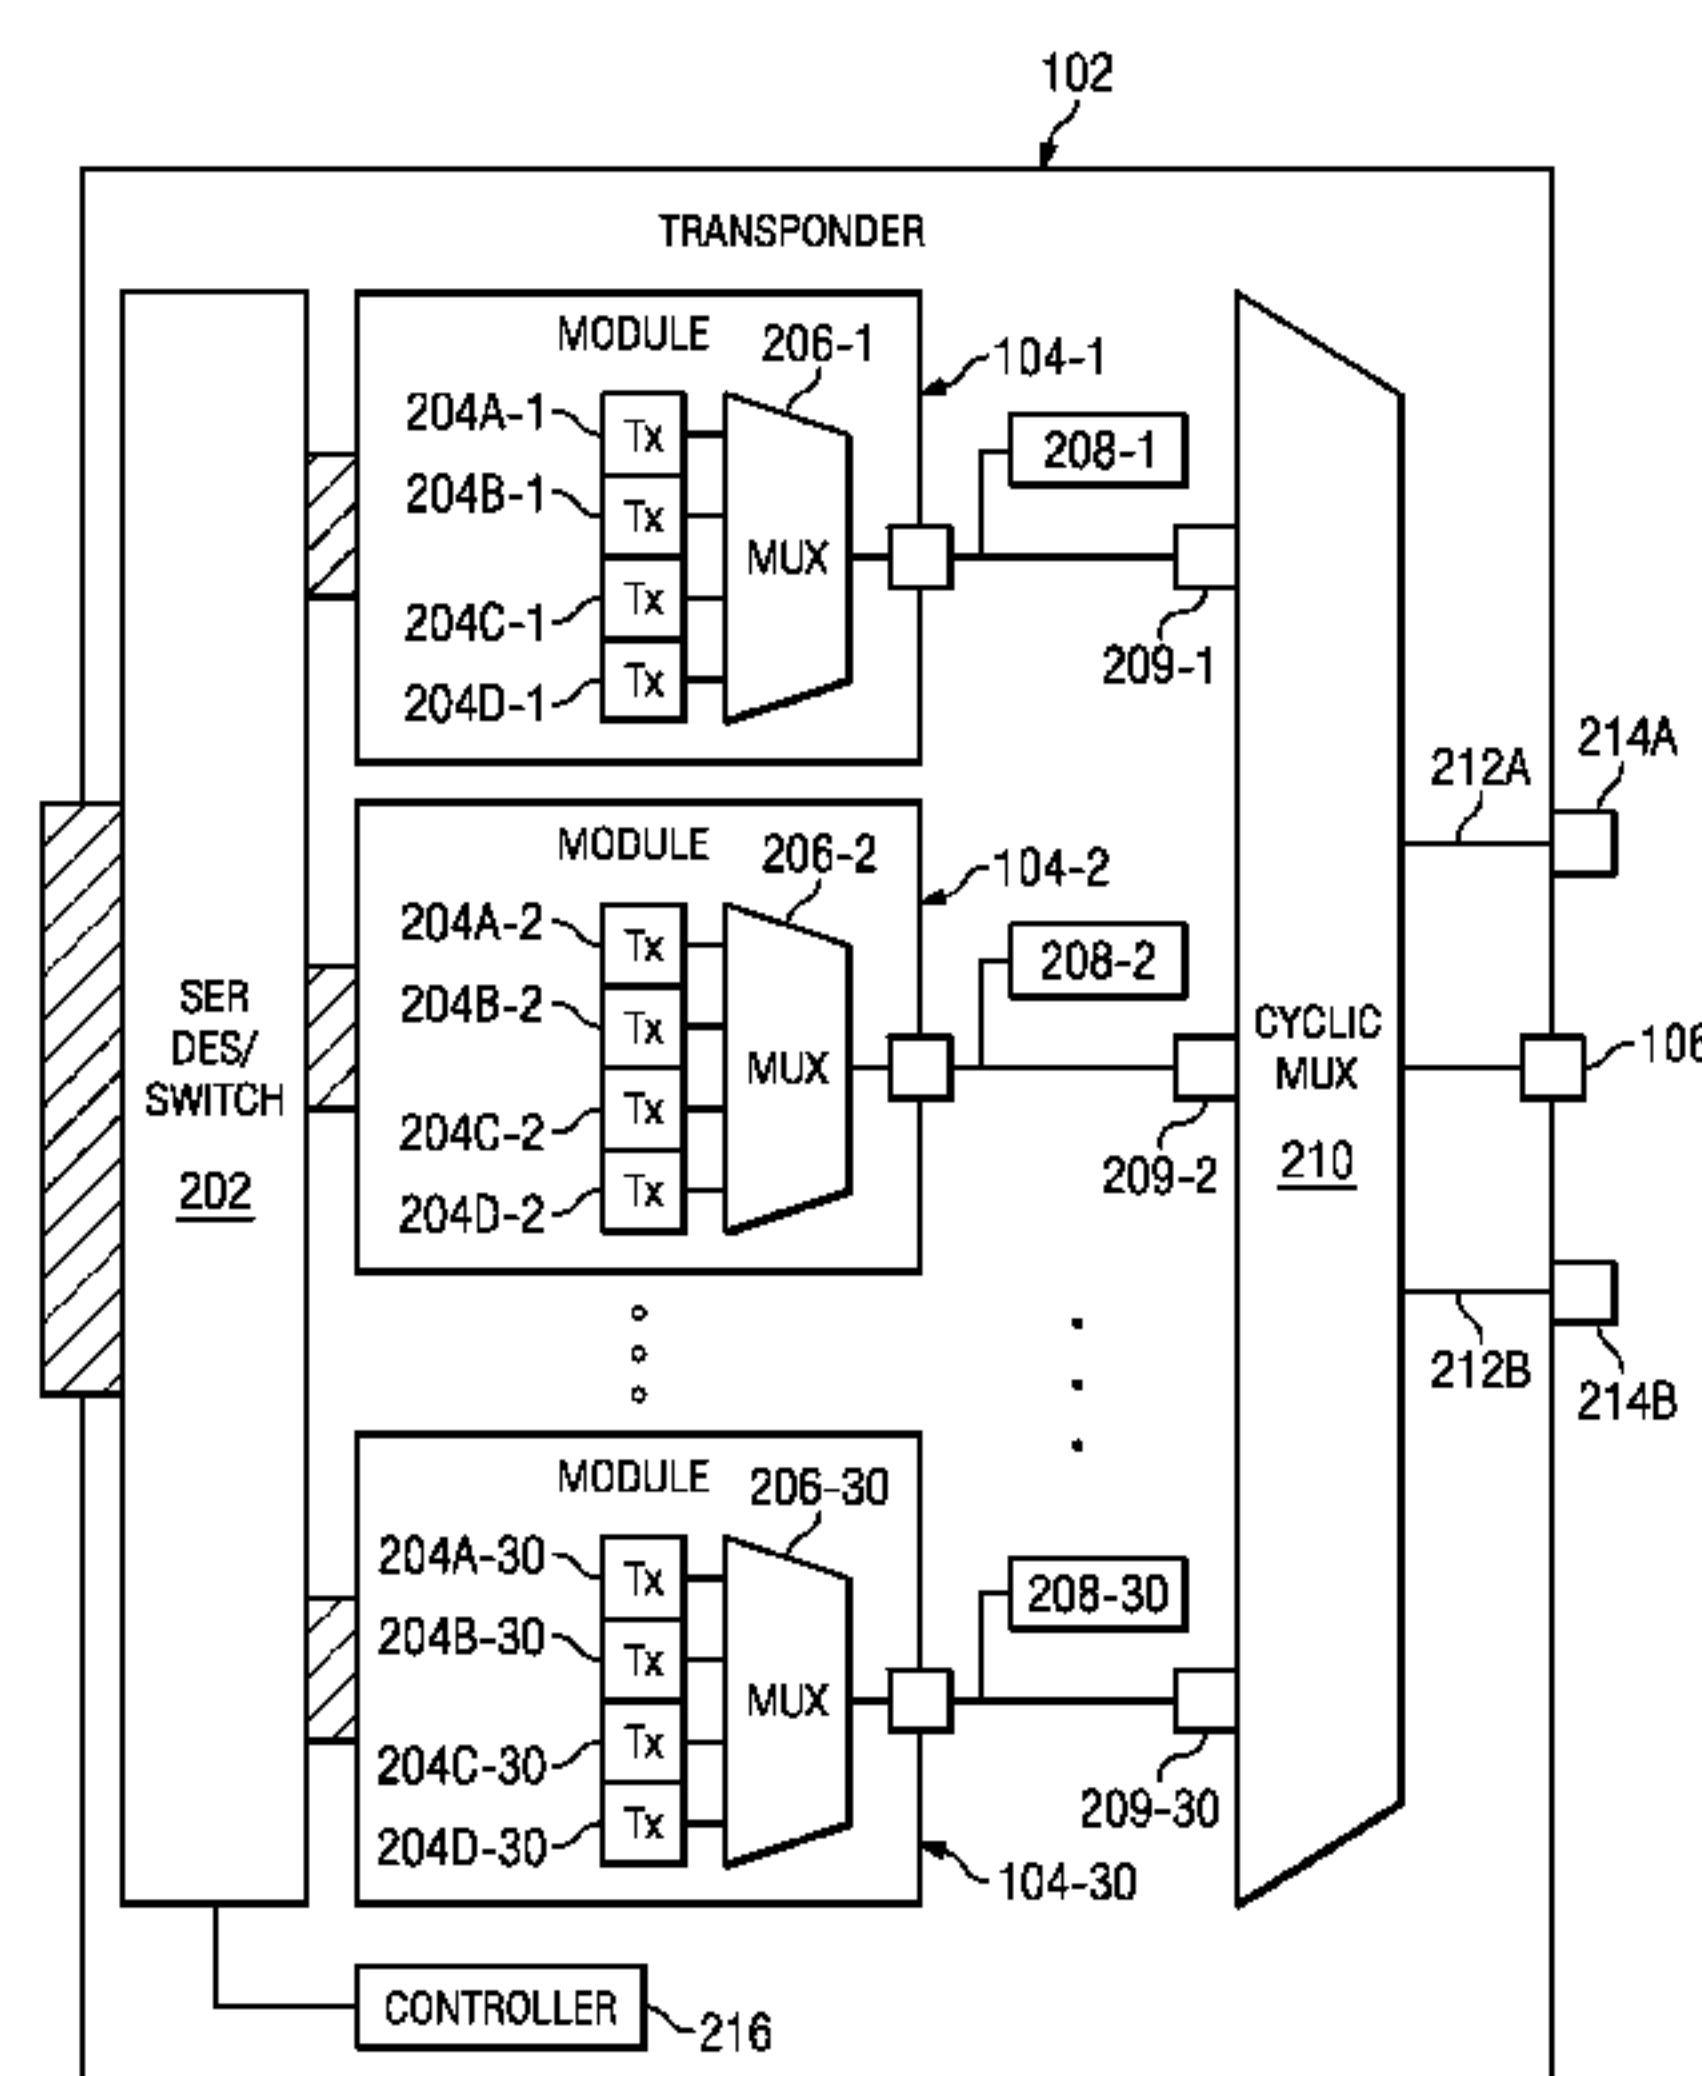 102
TRANSPONDER
MODULE
206-1
104-1
204A-1
Tx
208-1
204B-1
Tx
MUX
204C-1
Tx
209-1
204D-1
Tx
214A
212A
MODULE
206-2
104-2
204A-2
Tx
208-2
204B-2
Tx
MUX
204C-2
Tx
209-2
204D-2
Tx
SER
DES/
SWITCH
202
CYCLIC
MUX
210
106
212B
214B
MODULE
206-30
204A-30
Tx
208-30
204B-30
Tx
MUX
204C-30
Tx
209-30
204D-30
Tx
104-30
CONTROLLER
216